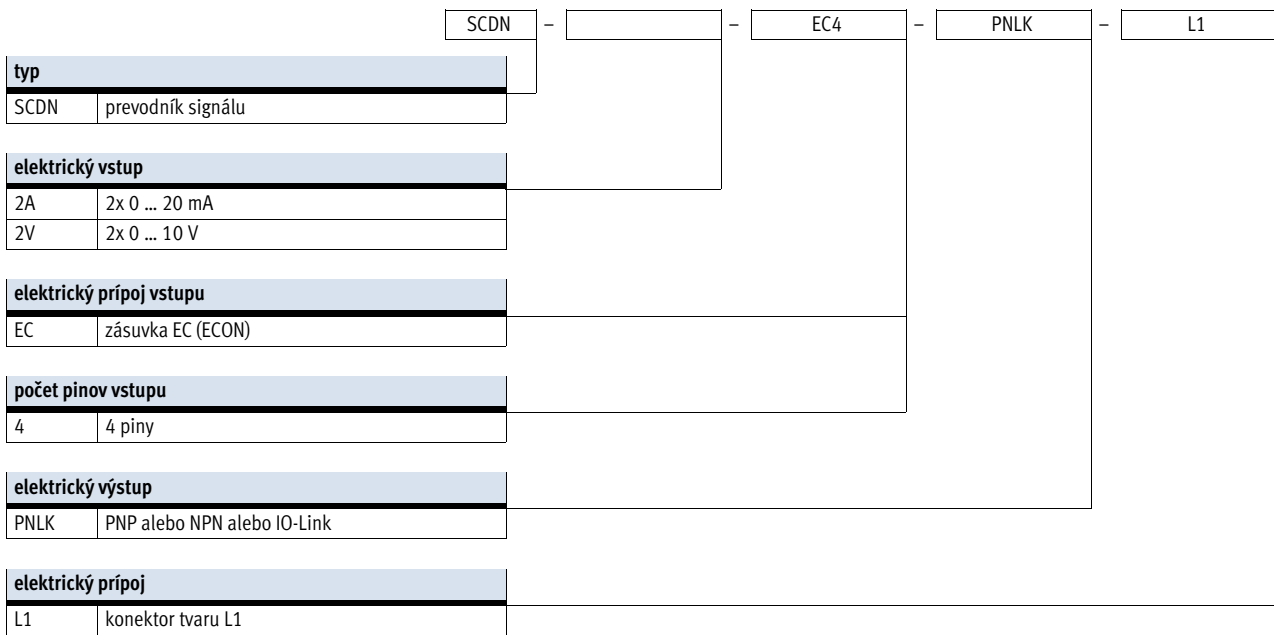 SCDN – – EC4 – PNLK – L1
typ
SCDN prevodník signálu
elektrický vstup
2A 2x 0 ... 20 mA
2V 2x 0 ... 10 V
elektrický prípoj vstupu
EC zásuvka EC (ECON)
počet pinov vstupu
4 4 piny
elektrický výstup
PNLK PNP alebo NPN alebo IO-Link
elektrický prípoj
L1 konektor tvaru L1